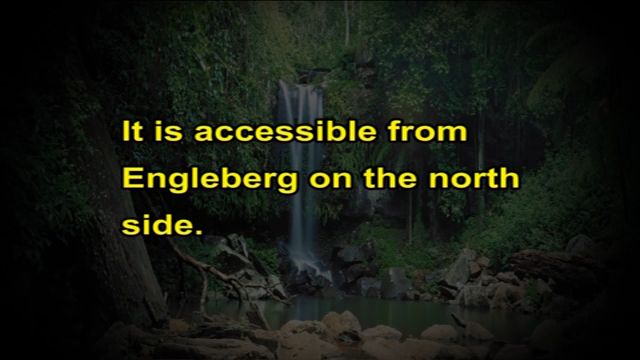 It is accessible from
Engleberg on the north
side.